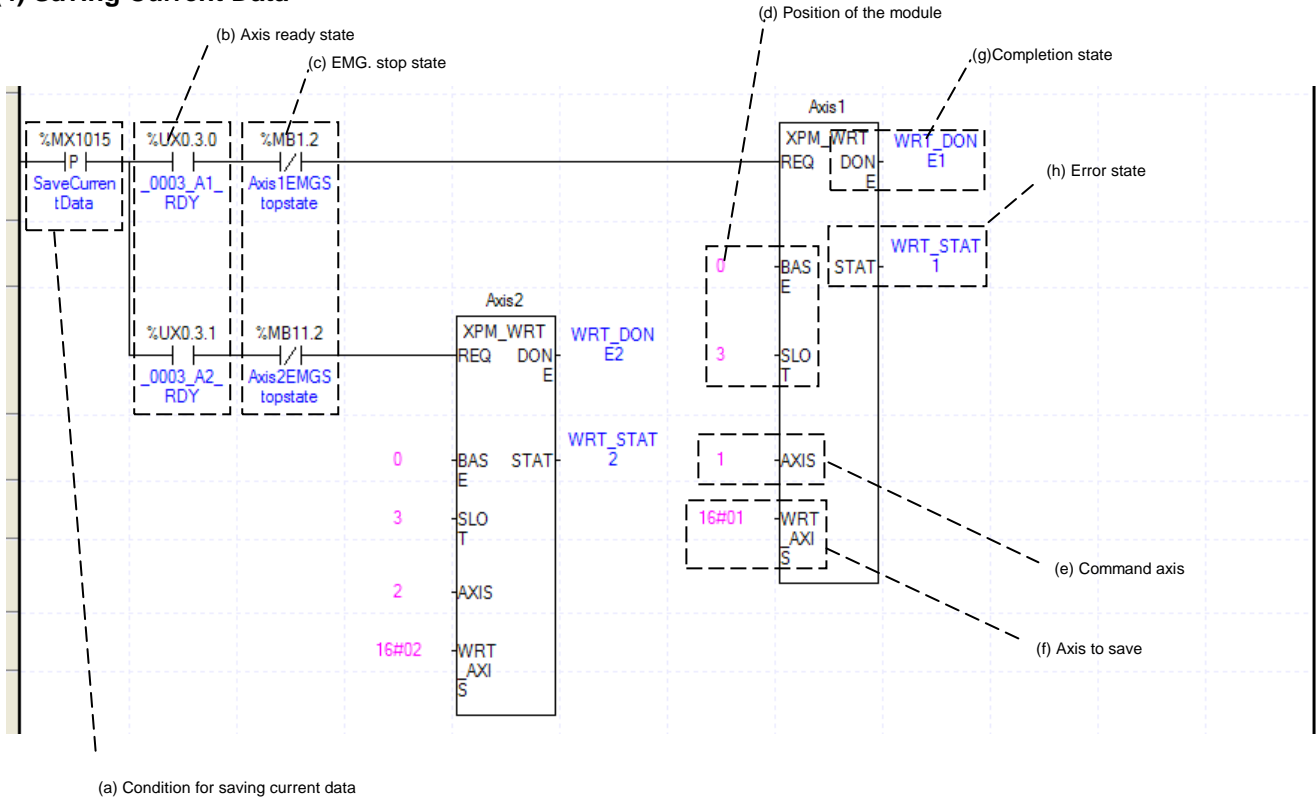 (d) Position of the module
(b) Axis ready state
(c) EMG. stop state
(g)Completion state
Axis1
%MX1015
%UX0.3.0
%MB1.2
XPM_WRT
WRT_DON
E1
P
REQ
DON
E
(h) Error state
SaveCurren
tData
_0003_A1_
RDY
Axis1EMGS
topstate
WRT_STAT
1
0
BAS
E
STAT
Axis2
%UX0.3.1
%MB11.2
XPM_WRT
WRT_DON
E2
REQ
DON
E
3
SLO
T
_0003_A2_
RDY
Axis2EMGS
topstate
WRT_STAT
2
0
BAS
E
STAT
1
AXIS
3
SLO
T
16#01
WRT
_AXI
S
(e) Command axis
2
AXIS
16#02
WRT
_AXI
S
(f) Axis to save
(a) Condition for saving current data